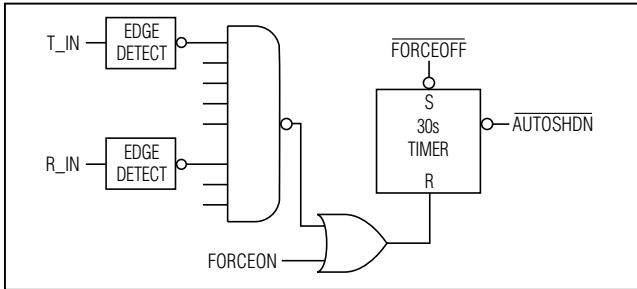 T_IN
EDGE
DETECT
R_IN
EDGE
DETECT
FORCEON
FORCEOFF
S
30s
TIMER
R
AUTOSHDN